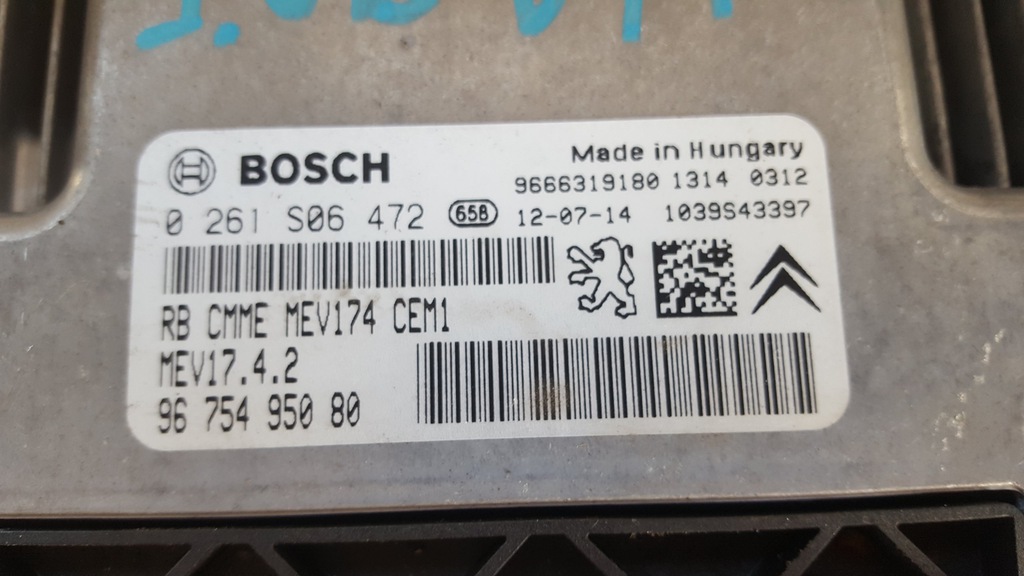 BOSCH
Made in Hungary
9666319180 1314 0312
0 261 S06 472 658 12-07-14 1039S43397
RB CMME MEV174 CEM1
MEV17.4.2
96 754 950 80